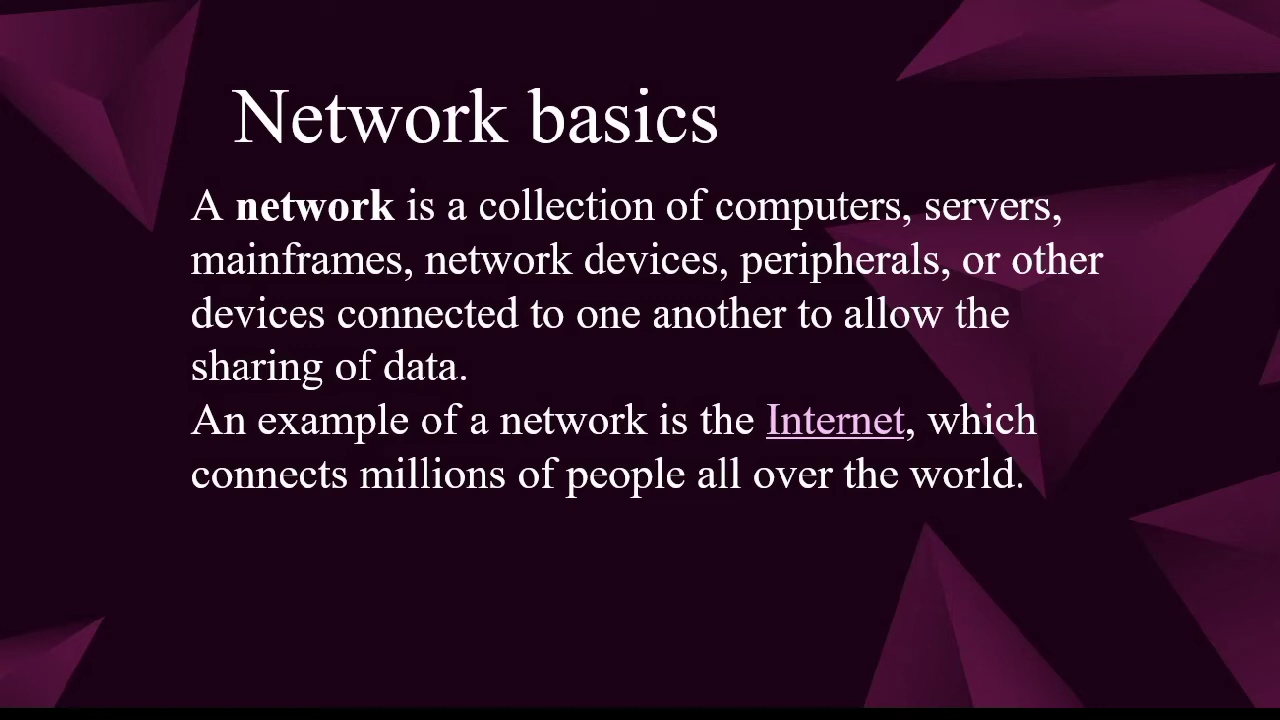 Network basics
A network is a collection of computers, servers,
mainframes, network devices, peripherals, or other
devices connected to one another to allow the
sharing of data.
An example of a network is the Internet, which
connects millions of people all over the world.